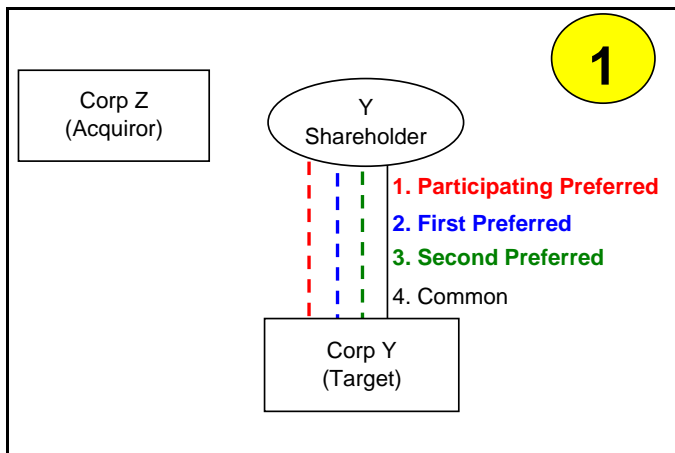 1
Corp Z
(Acquiror)
Y
Shareholder
1. Participating Preferred
2. First Preferred
3. Second Preferred
4. Common
Corp Y
(Target)